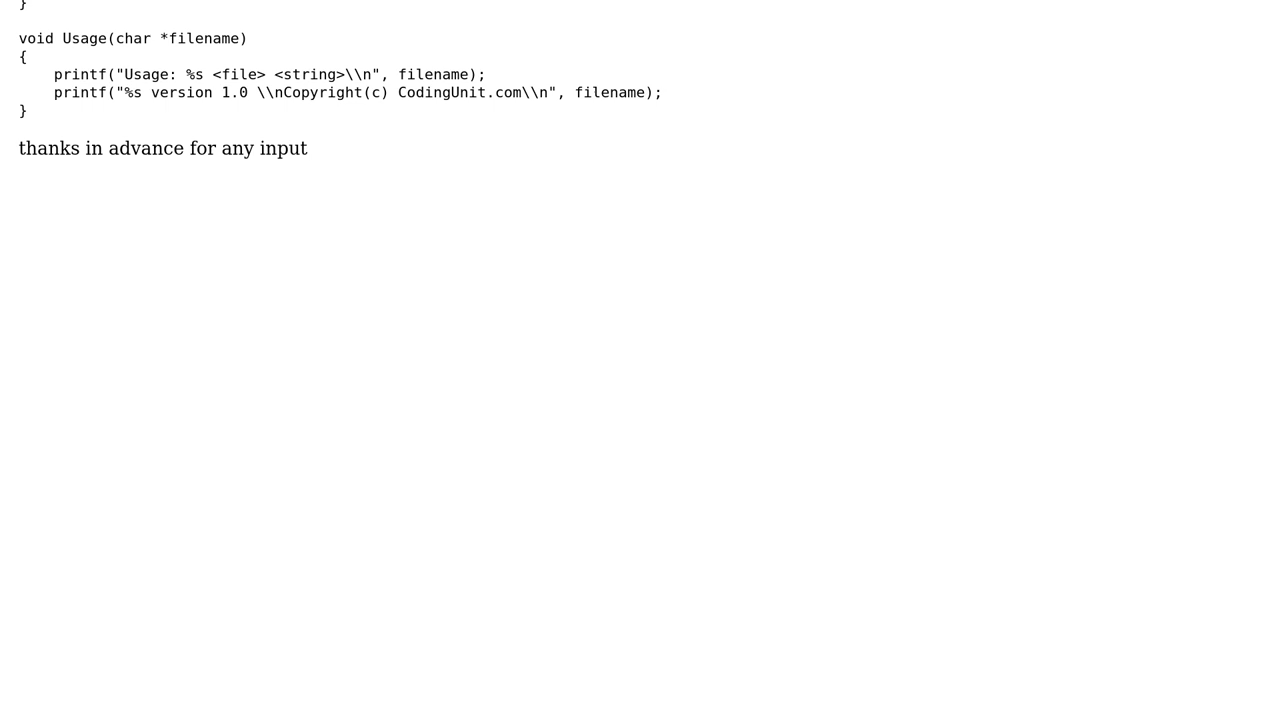 }
void Usage(char *filename)
{
    printf("Usage: %s <file> <string>\\n", filename);
    printf("%s version 1.0 \\nCopyright(c) CodingUnit.com\\n", filename);
}
thanks in advance for any input